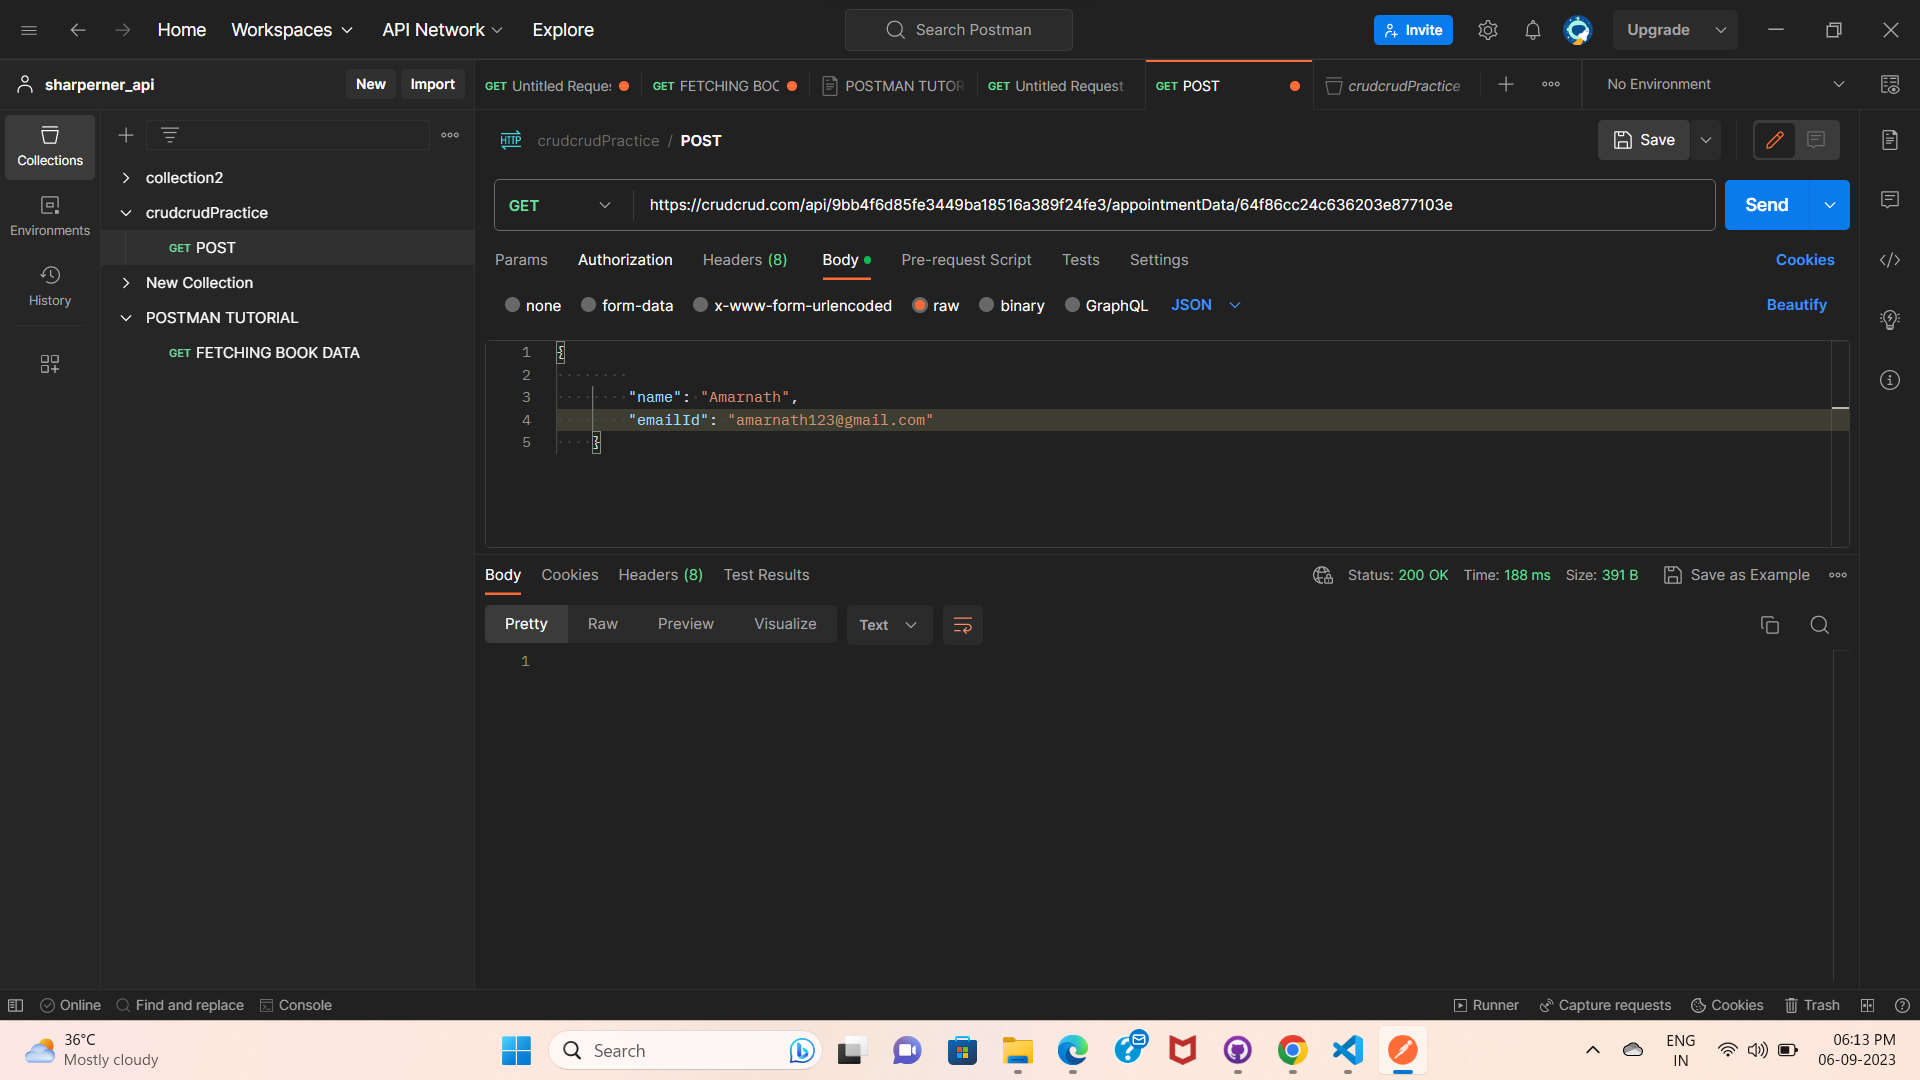 Home Workspaces API Network Explore Search Postman Invite Upgrade
sharperner_api New Import GET Untitled Reques GET FETCHING BOC POSTMAN TUTOR GET Untitled Request GET POST crudcrudPractice No Environment
Collections
Environments
History
collection2
crudcrudPractice
GET POST
New Collection
POSTMAN TUTORIAL
GET FETCHING BOOK DATA
HTTP crudcrudPractice / POST Save
GET https://crudcrud.com/api/9bb4f6d85fe3449ba18516a389f24fe3/appointmentData/64f86cc24c636203e877103e Send
Params Authorization Headers (8) Body Pre-request Script Tests Settings Cookies
none form-data x-www-form-urlencoded raw binary GraphQL JSON Beautify
1 {
2
3 "name": "Amarnath",
4 "emailId": "amarnath123@gmail.com"
5 }
Body Cookies Headers (8) Test Results Status: 200 OK Time: 188 ms Size: 391 B Save as Example
Pretty Raw Preview Visualize Text
1
Online Find and replace Console Runner Capture requests Cookies Trash
36°C
Mostly cloudy
Search
ENG
IN
06:13 PM
06-09-2023